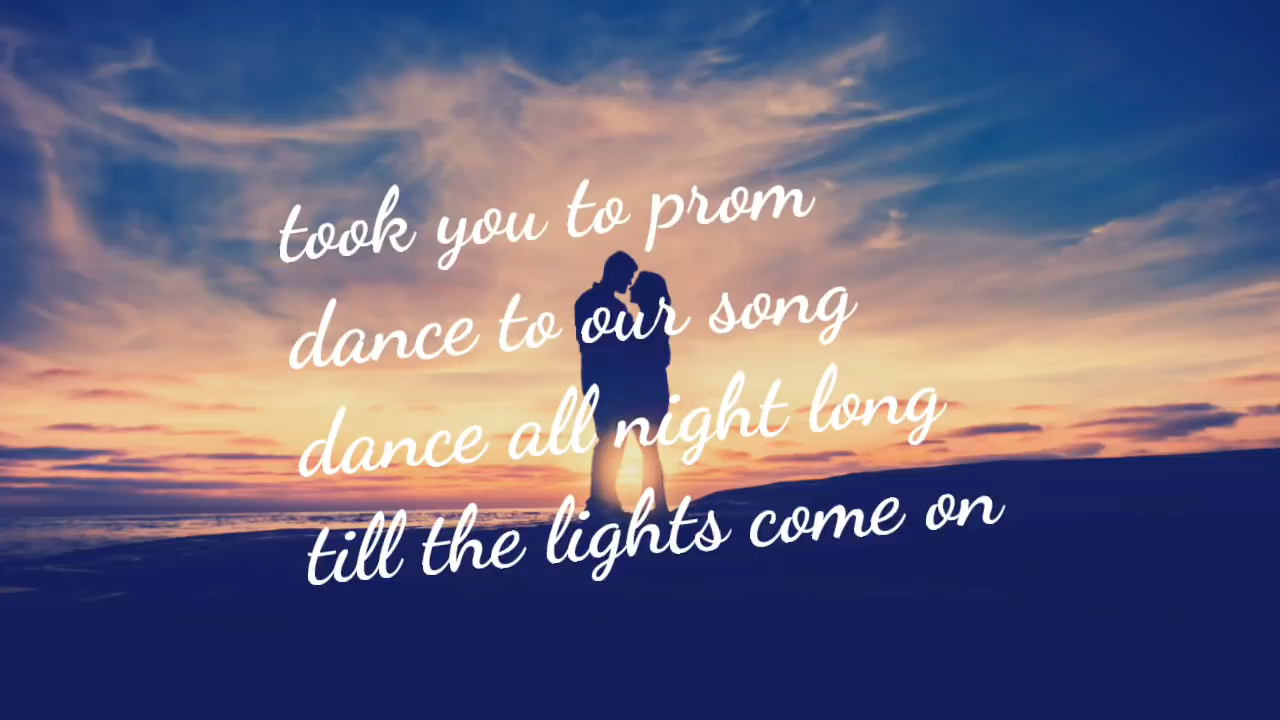 took you to prom
dance to our song
dance all night long
till the lights come on